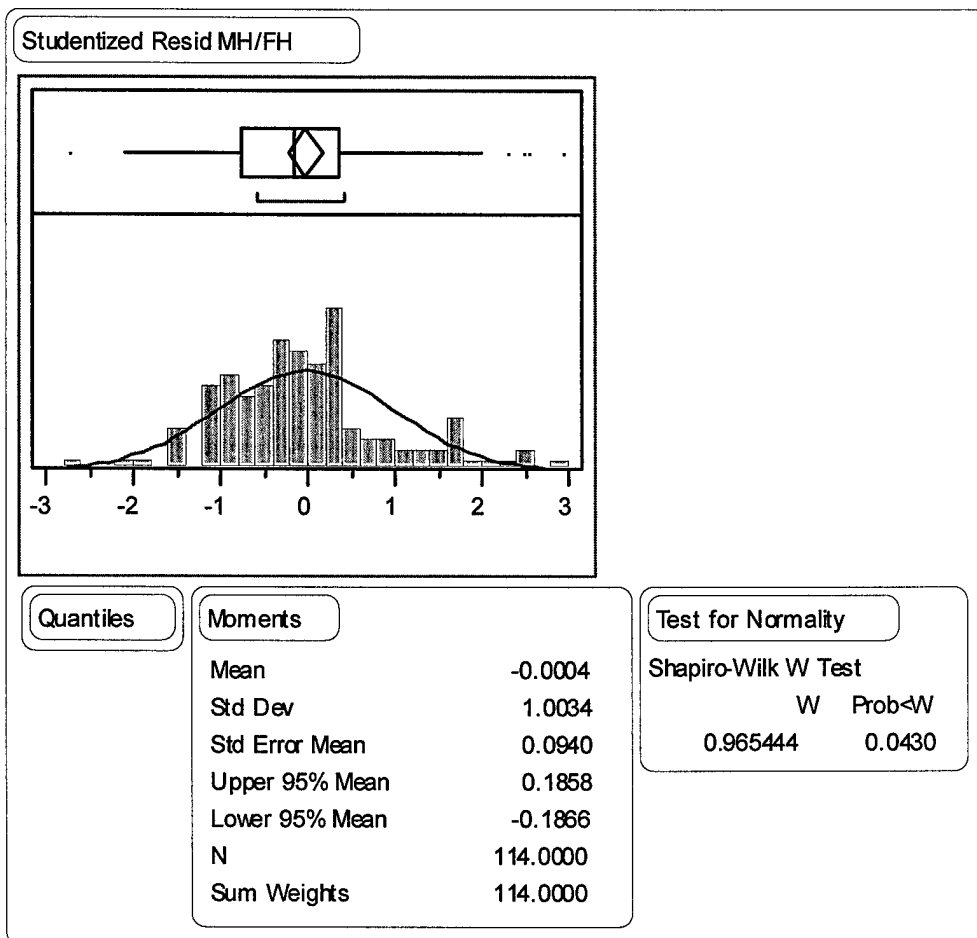 Studentized Resid MH/FH
-3 -2 -1 0 1 2 3
Quantiles
Moments
Mean -0.0004
Std Dev 1.0034
Std Error Mean 0.0940
Upper 95% Mean 0.1858
Lower 95% Mean -0.1866
N 114.0000
Sum Weights 114.0000
Test for Normality
Shapiro-Wilk W Test
W Prob<W
0.965444 0.0430